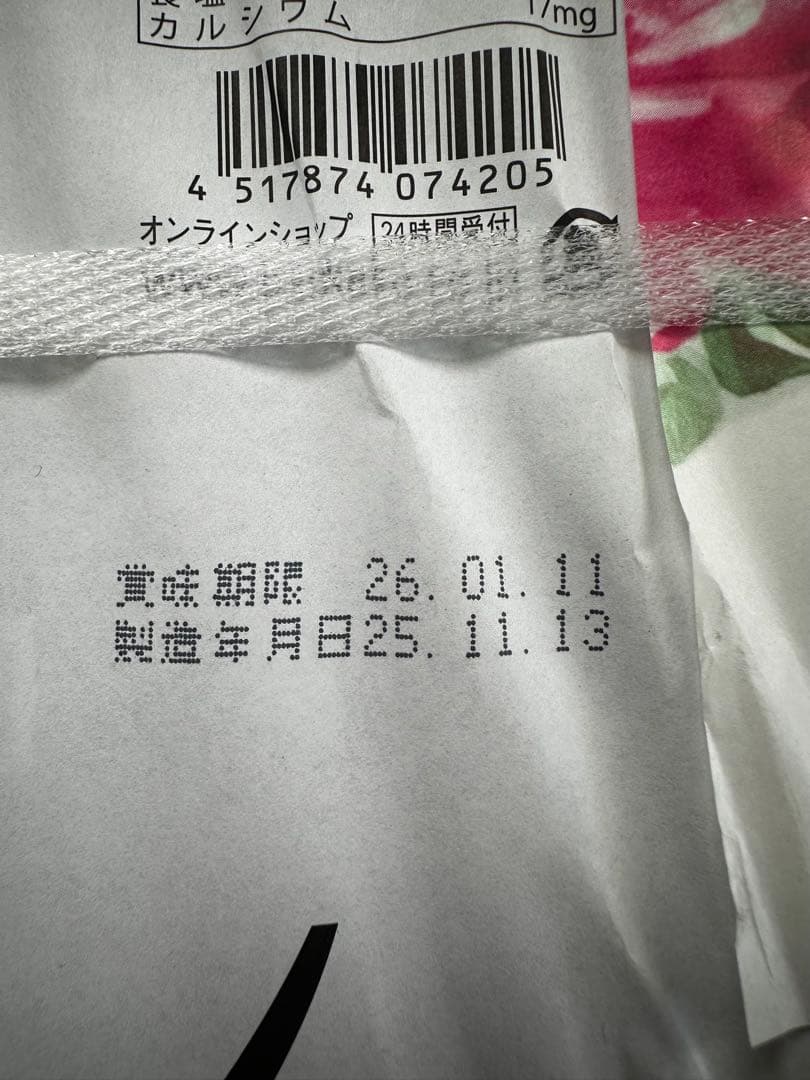 カルシウム 17mg
4 517874 074205
オンラインショップ 24時間受付
賞味期限 26.01.11
製造年月日25.11.13